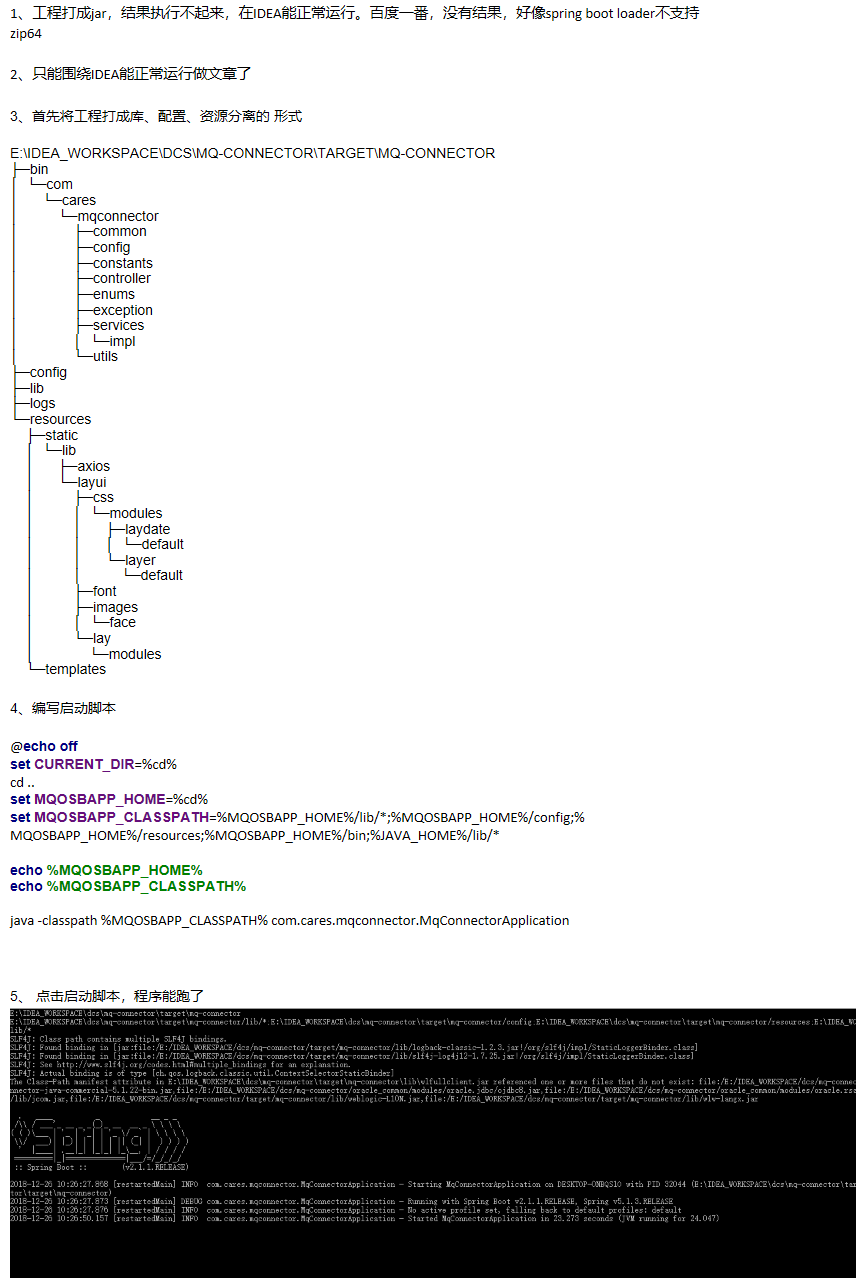 1、工程打成jar，结果执行不起来，在IDEA能正常运行。百度一番，没有结果，好像spring boot loader不支持
zip64
2、只能围绕IDEA能正常运行做文章了
3、首先将工程打成库、配置、资源分离的 形式
E:\IDEA_WORKSPACE\DCS\MQ-CONNECTOR\TARGET\MQ-CONNECTOR
├─bin
│  └─com
│      └─cares
│          └─mqconnector
│              ├─common
│              ├─config
│              ├─constants
│              ├─controller
│              ├─enums
│              ├─exception
│              ├─services
│              │  └─impl
│              └─utils
├─config
├─lib
├─logs
└─resources
    ├─static
    │  └─lib
    │      ├─axios
    │      └─layui
    │          ├─css
    │          │  └─modules
    │          │      ├─laydate
    │          │      │  └─default
    │          │      └─layer
    │          │          └─default
    │          ├─font
    │          ├─images
    │          │  └─face
    │          └─lay
    │              └─modules
    └─templates
4、编写启动脚本
@echo off
set CURRENT_DIR=%cd%
cd ..
set MQOSBAPP_HOME=%cd%
set MQOSBAPP_CLASSPATH=%MQOSBAPP_HOME%/lib/*;%MQOSBAPP_HOME%/config;%
MQOSBAPP_HOME%/resources;%MQOSBAPP_HOME%/bin;%JAVA_HOME%/lib/*
echo %MQOSBAPP_HOME%
echo %MQOSBAPP_CLASSPATH%
java -classpath %MQOSBAPP_CLASSPATH% com.cares.mqconnector.MqConnectorApplication
5、 点击启动脚本，程序能跑了
E:\IDEA_WORKSPACE\dcs\mq-connector\target\mq-connector
E:\IDEA_WORKSPACE\dcs\mq-connector\target\mq-connector/lib/*;E:\IDEA_WORKSPACE\dcs\mq-connector\target\mq-connector/config;E:\IDEA_WORKSPACE\dcs\mq-connector\target\mq-connector/resources;E:\IDEA_WO
lib/*
SLF4J: Class path contains multiple SLF4J bindings.
SLF4J: Found binding in [jar:file:/E:/IDEA_WORKSPACE/dcs/mq-connector/target/mq-connector/lib/logback-classic-1.2.3.jar!/org/slf4j/impl/StaticLoggerBinder.class]
SLF4J: Found binding in [jar:file:/E:/IDEA_WORKSPACE/dcs/mq-connector/target/mq-connector/lib/slf4j-log4j12-1.7.25.jar!/org/slf4j/impl/StaticLoggerBinder.class]
SLF4J: See http://www.slf4j.org/codes.html#multiple_bindings for an explanation.
SLF4J: Actual binding is of type [ch.qos.logback.classic.util.ContextSelectorStaticBinder]
The Class-Path manifest attribute in E:\IDEA_WORKSPACE\dcs\mq-connector\target\mq-connector\lib\wlfullclient.jar referenced one or more files that do not exist: file:/E:/IDEA_WORKSPACE/dcs/mq-connec
nnector-java-commercial-5.1.22-bin.jar,file:/E:/IDEA_WORKSPACE/dcs/mq-connector/oracle_common/modules/oracle.jdbc/ojdbc8.jar,file:/E:/IDEA_WORKSPACE/dcs/mq-connector/oracle_common/modules/oracle.rs
/lib/jcom.jar,file:/E:/IDEA_WORKSPACE/dcs/mq-connector/target/mq-connector/lib/weblogic-L10N.jar,file:/E:/IDEA_WORKSPACE/dcs/mq-connector/target/mq-connector/lib/wlw-langx.jar
Spring
:: Spring Boot :: (v2.1.1.RELEASE)
2018-12-26 10:26:27.868 [restartedMain] INFO com.cares.mqconnector.MqConnectorApplication - Starting MqConnectorApplication on DESKTOP-ONBQS1O with PID 32044 (E:\IDEA_WORKSPACE\dcs\mq-connector\tar
tor\target\mq-connector)
2018-12-26 10:26:27.873 [restartedMain] DEBUG com.cares.mqconnector.MqConnectorApplication - Running with Spring Boot v2.1.1.RELEASE, Spring v5.1.3.RELEASE
2018-12-26 10:26:27.876 [restartedMain] INFO com.cares.mqconnector.MqConnectorApplication - No active profile set, falling back to default profiles: default
2018-12-26 10:26:50.157 [restartedMain] INFO com.cares.mqconnector.MqConnectorApplication - Started MqConnectorApplication in 23.273 seconds (JVM running for 24.047)